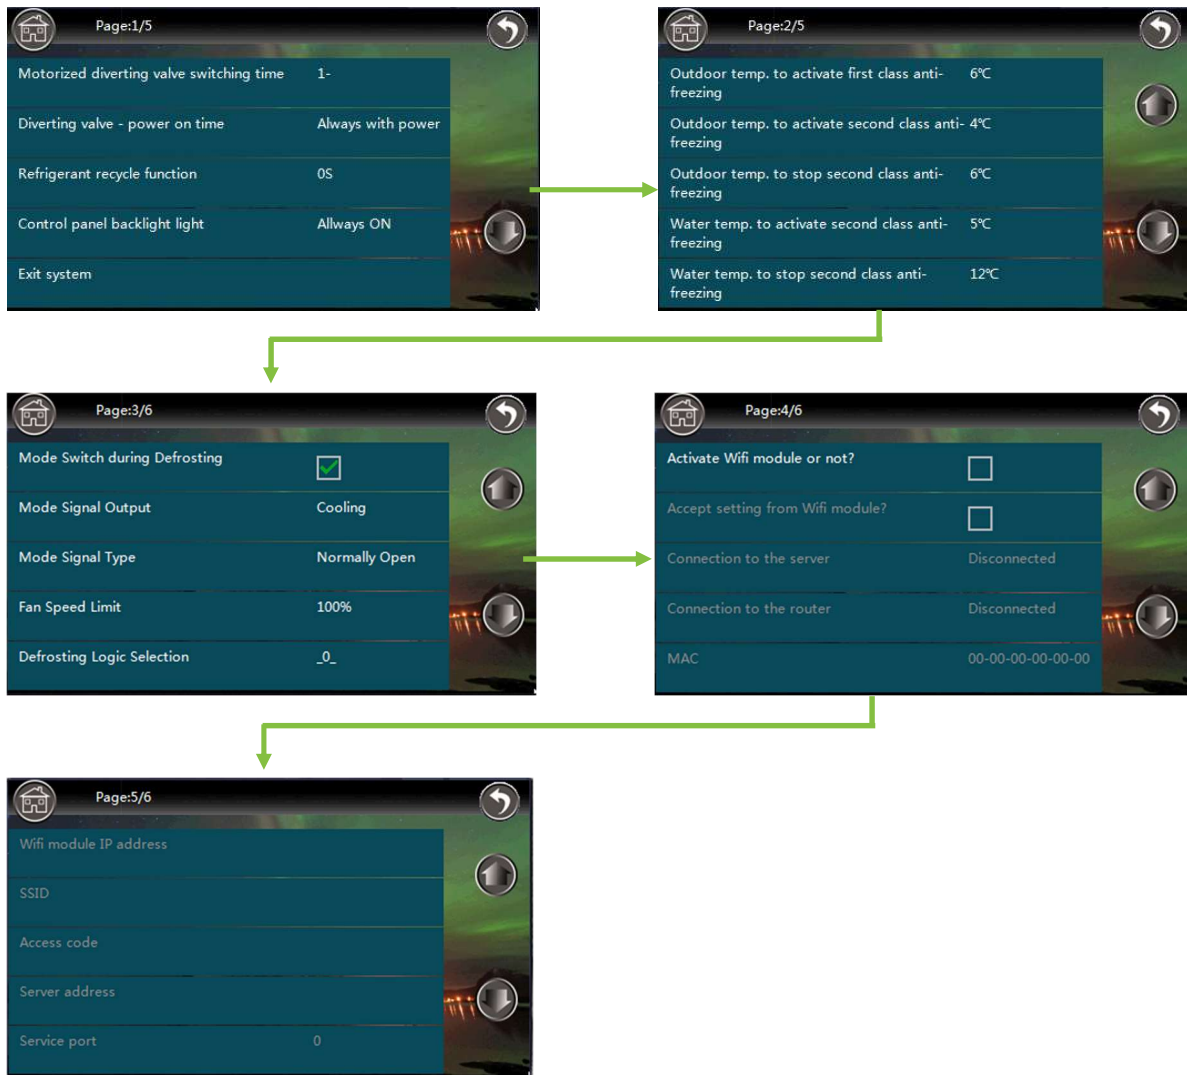 Page:1/5
Motorized diverting valve switching time 1-
Diverting valve - power on time Always with power
Refrigerant recycle function 0S
Control panel backlight light Allways ON
Exit system
Page:2/5
Outdoor temp. to activate first class anti- 6℃
freezing
Outdoor temp. to activate second class anti- 4℃
freezing
Outdoor temp. to stop second class anti- 6℃
freezing
Water temp. to activate second class anti- 5℃
freezing
Water temp. to stop second class anti- 12℃
freezing
Page:3/6
Mode Switch during Defrosting
Mode Signal Output Cooling
Mode Signal Type Normally Open
Fan Speed Limit 100%
Defrosting Logic Selection _0_
Page:4/6
Activate Wifi module or not?
Accept setting from Wifi module?
Connection to the server Disconnected
Connection to the router Disconnected
MAC 00-00-00-00-00-00
Page:5/6
Wifi module IP address
SSID
Access code
Server address
Service port 0